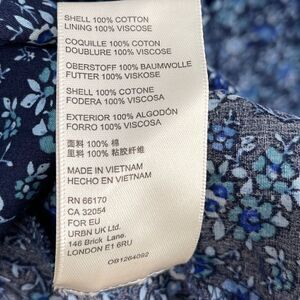 SHELL 100% COTTON
LINING 100% VISCOSE
COQUILLE 100% COTON
DOUBLURE 100% VISCOSE
OBERSTOFF 100% BAUMWOLLE
FUTTER 100% VISKOSE
SHELL 100% COTONE
FODERA 100% VISCOSA
EXTERIOR 100% ALGODÓN
FORRO 100% VISCOSA
面料 100% 棉
里料 100% 粘胶纤维
MADE IN VIETNAM
HECHO EN VIETNAM
RN 66170
CA 32054
FOR EU
URBN UK Ltd.
146 Brick Lane.
LONDON E1 6RU
OB1264092